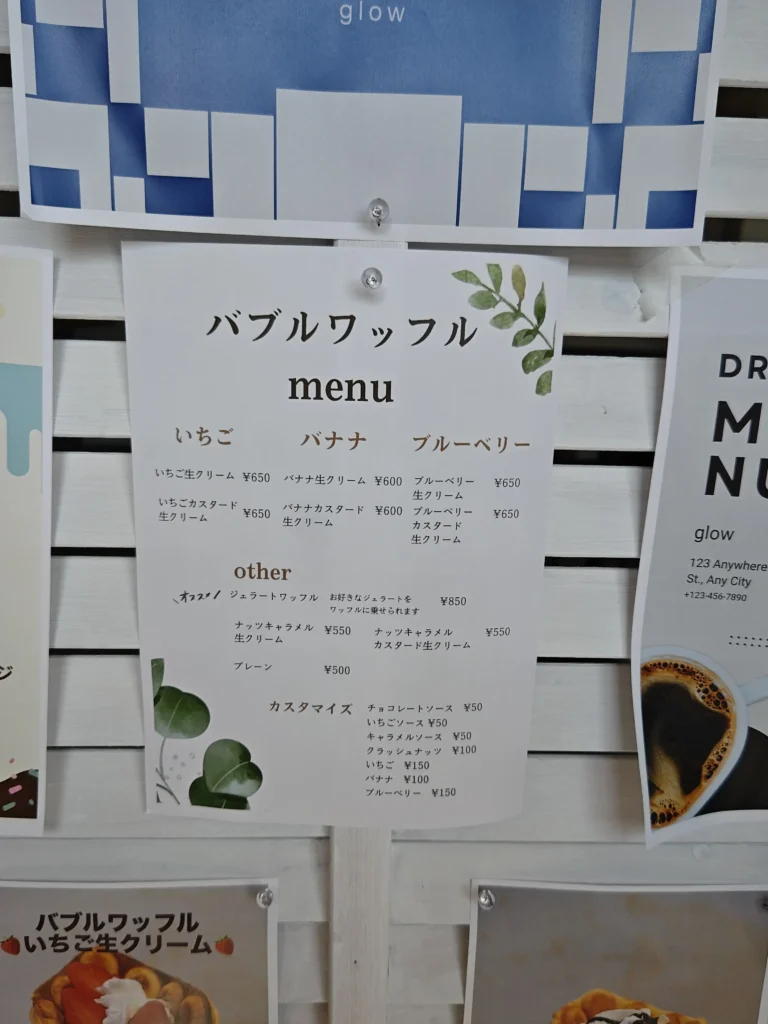 glow
バブルワッフル
menu
いちご
いちご生クリーム ¥650
いちごカスタード
生クリーム ¥650
バナナ
バナナ生クリーム ¥600
バナナカスタード
生クリーム ¥600
ブルーベリー
ブルーベリー
生クリーム ¥650
ブルーベリー
カスタード
生クリーム ¥650
other
オススメ! ジェラートワッフル お好きなジェラートを
ワッフルに乗せられます ¥850
ナッツキャラメル
生クリーム ¥550
ナッツキャラメル
カスタード生クリーム ¥550
プレーン ¥500
カスタマイズ
チョコレートソース ¥50
いちごソース ¥50
キャラメルソース ¥50
クラッシュナッツ ¥100
いちご ¥150
バナナ ¥100
ブルーベリー ¥150
DR
M
NU
glow
123 Anywhere
St., Any City
+123-456-7890
バブルワッフル
いちご生クリーム